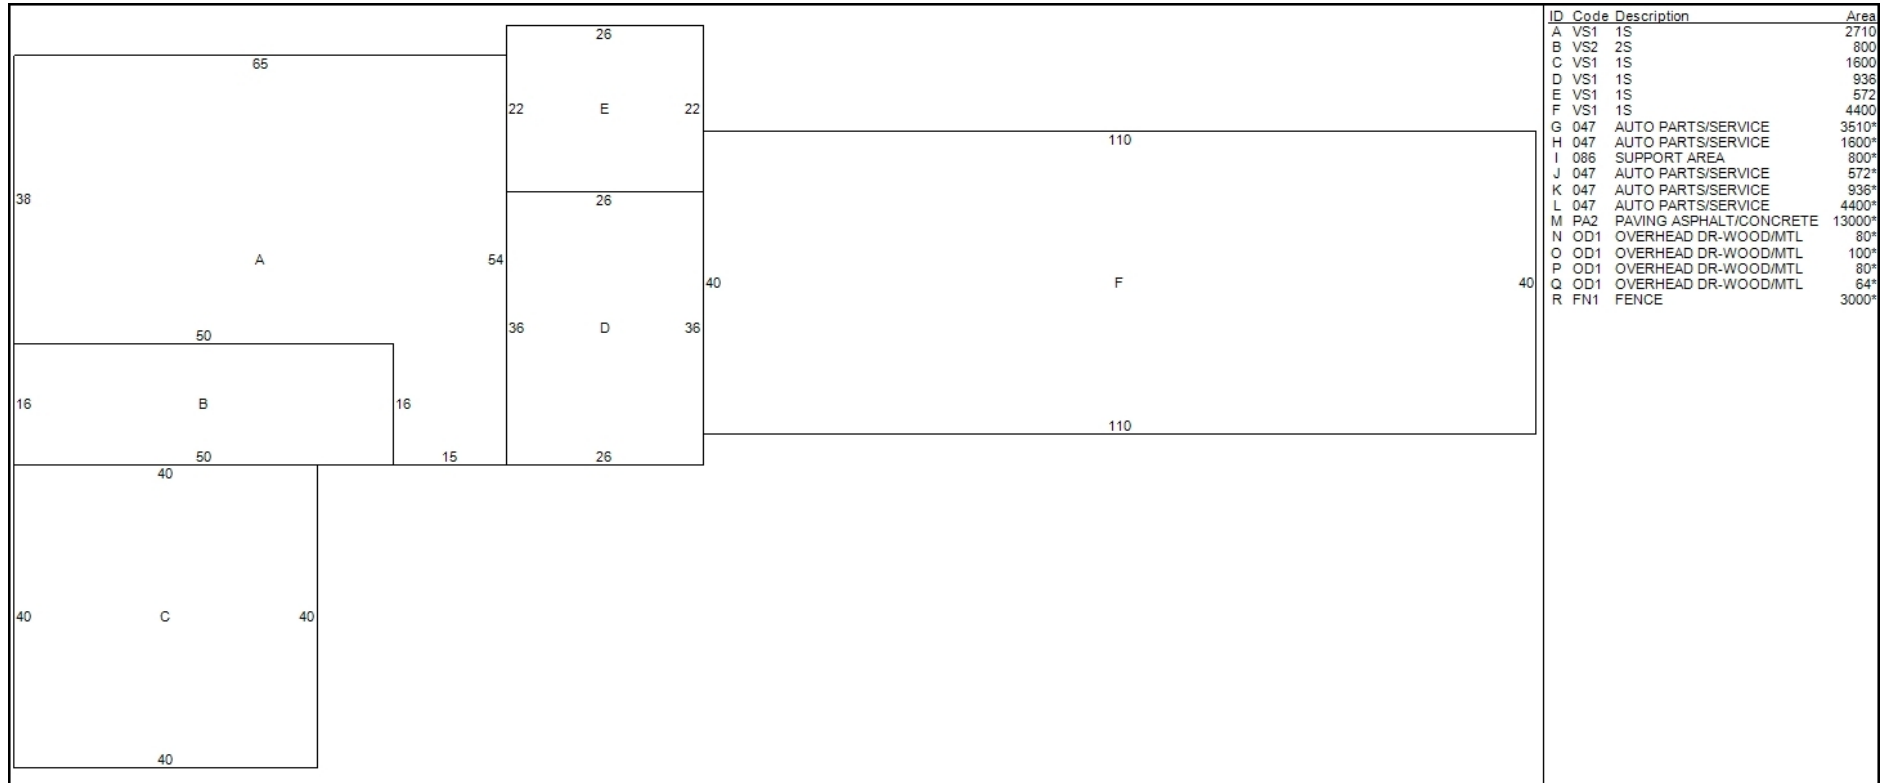 ID Code Description Area
A VS1 1S 2710
B VS2 2S 800
C VS1 1S 1600
D VS1 1S 936
E VS1 1S 572
F VS1 1S 4400
G 047 AUTO PARTS/SERVICE 3510*
H 047 AUTO PARTS/SERVICE 1600*
I 086 SUPPORT AREA 800*
J 047 AUTO PARTS/SERVICE 572*
K 047 AUTO PARTS/SERVICE 936*
L 047 AUTO PARTS/SERVICE 4400*
M PA2 PAVING ASPHALT/CONCRETE 13000*
N OD1 OVERHEAD DR-WOOD/MTL 80*
O OD1 OVERHEAD DR-WOOD/MTL 100*
P OD1 OVERHEAD DR-WOOD/MTL 80*
Q OD1 OVERHEAD DR-WOOD/MTL 64*
R FN1 FENCE 3000*
26
65
22 E 22
110
38
26
A 54
40 F 40
36 D 36
50
16 B 16
110
50 15 26
40
40 C 40
40